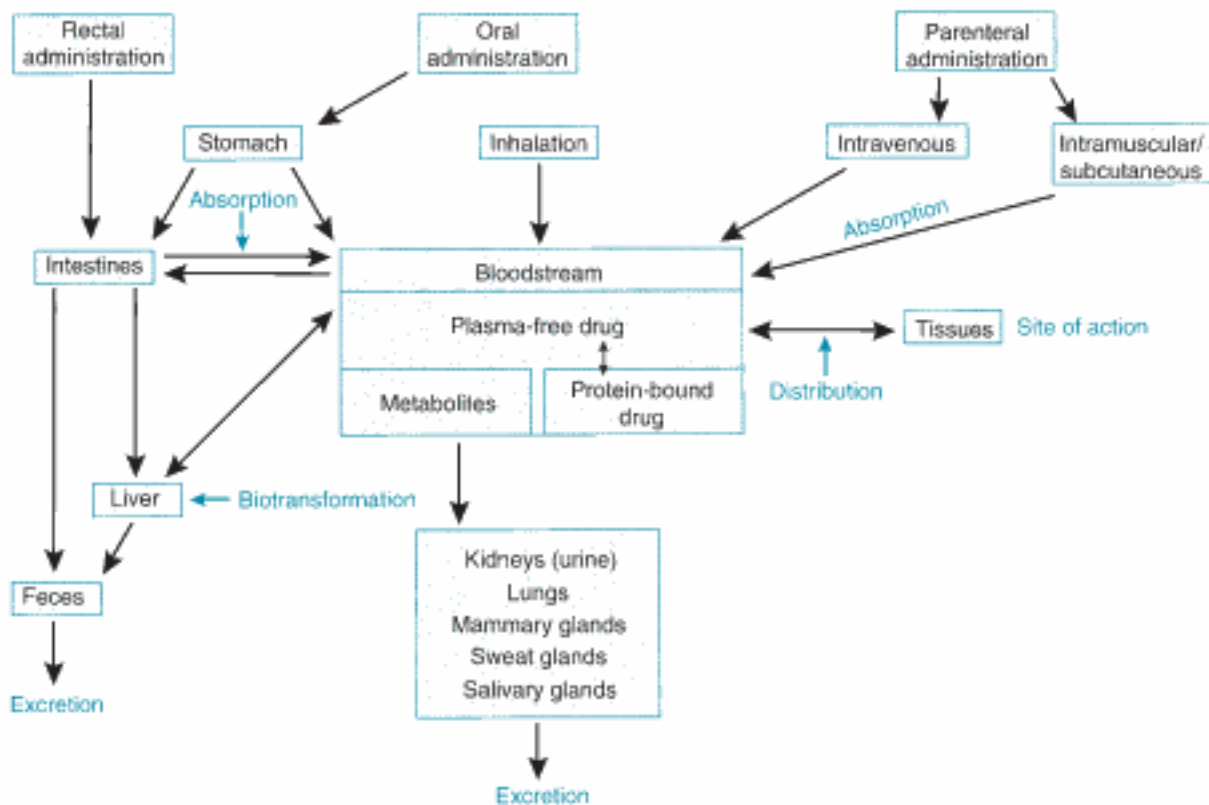 Rectal
administration
Oral
administration
Parenteral
administration
Stomach
Inhalation
Intravenous
Intramuscular/
subcutaneous
Absorption
Absorption
Intestines
Bloodstream
Plasma-free drug
Tissues
Site of action
Distribution
Metabolites
Protein-bound
drug
Liver
Biotransformation
Kidneys (urine)
Lungs
Mammary glands
Sweat glands
Salivary glands
Feces
Excretion
Excretion